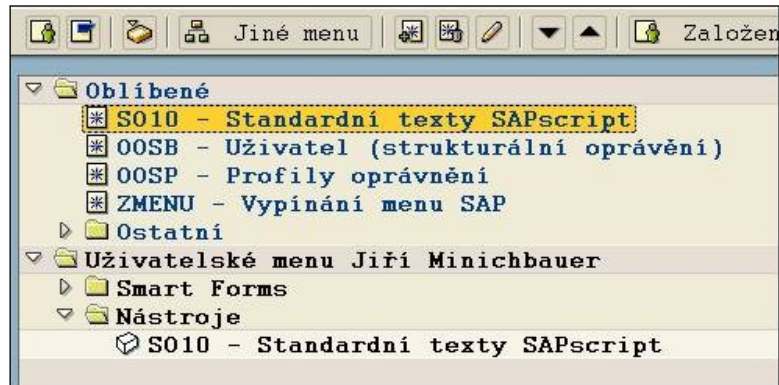 Jiné menu Založen
Oblíbené
SO10 - Standardní texty SAPscript
OOSB - Uživatel (strukturální oprávění)
OOSP - Profily oprávnění
ZMENU - Vypínání menu SAP
Ostatní
Uživatelské menu Jiří Minichbauer
Smart Forms
Nástroje
SO10 - Standardní texty SAPscript